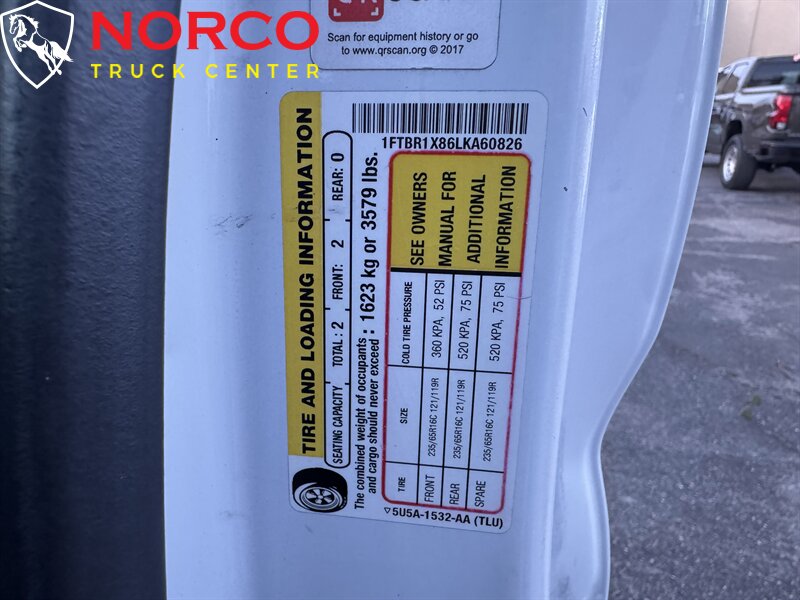 NORCO
TRUCK CENTER
Scan for equipment history or go
to www.qrscan.org © 2017
TIRE AND LOADING INFORMATION
SEATING CAPACITY TOTAL : 2 FRONT: 2 REAR: 0
The combined weight of occupants
and cargo should never exceed : 1623 kg or 3579 lbs.
1FTBR1X86LKA60826
TIRE SIZE COLD TIRE PRESSURE
FRONT 235/65R16C 121/119R 360 KPA, 52 PSI
REAR 235/65R16C 121/119R 520 KPA, 75 PSI
SPARE 235/65R16C 121/119R 520 KPA, 75 PSI
SEE OWNERS
MANUAL FOR
ADDITIONAL
INFORMATION
5U5A-1532-AA (TLU)